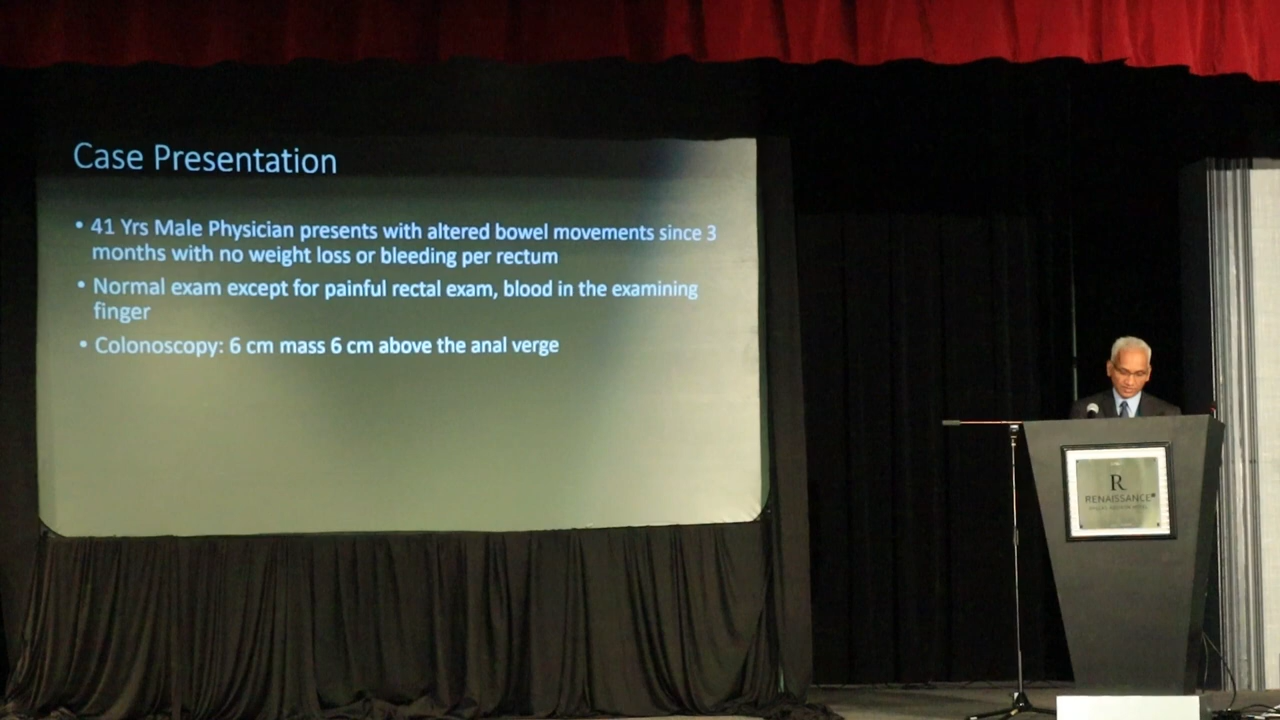 Case Presentation
• 41 Yrs Male Physician presents with altered bowel movements since 3
months with no weight loss or bleeding per rectum
• Normal exam except for painful rectal exam, blood in the examining
finger
• Colonoscopy: 6 cm mass 6 cm above the anal verge
R
RENAISSANCE